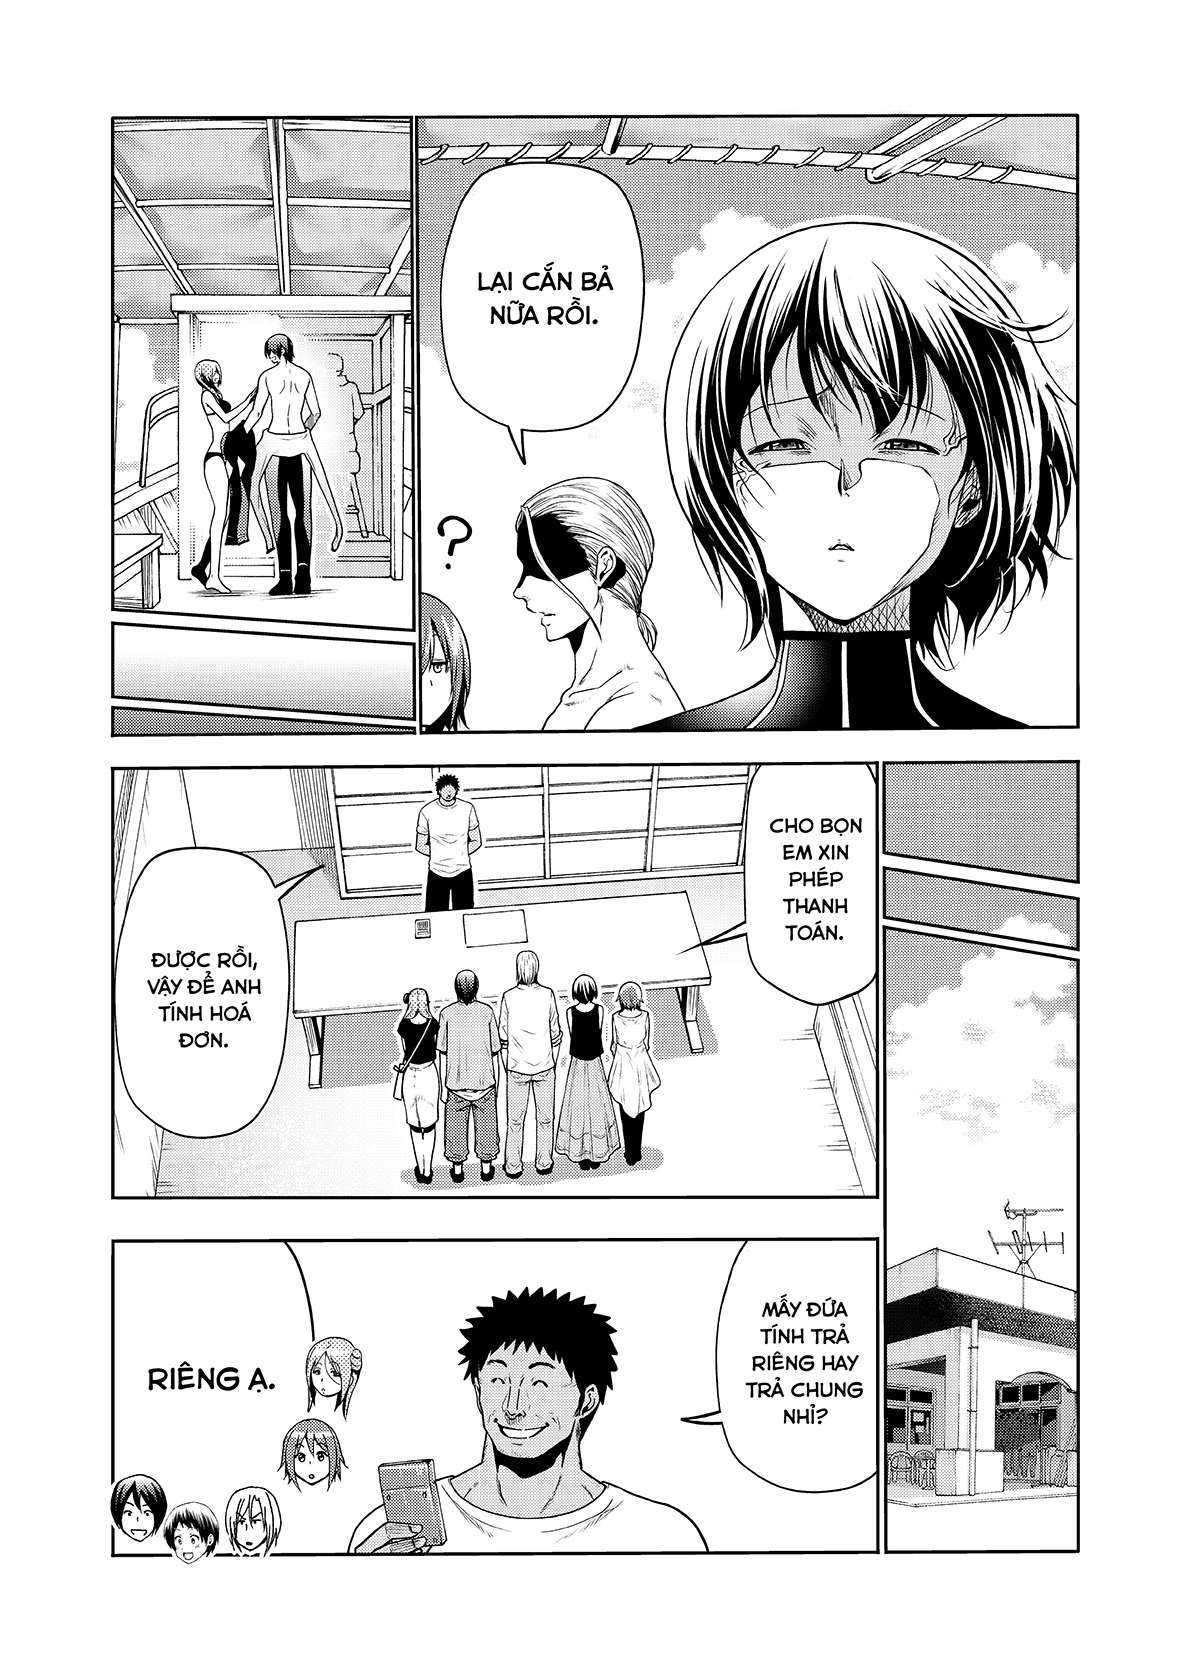 LẠI CẮN BẢ
NỮA RỒI.
?
CHO BỌN
EM XIN
PHÉP
THANH
TOÁN.
ĐƯỢC RỒI,
VẬY ĐỂ ANH
TÍNH HOÁ
ĐƠN.
MẤY ĐỨA
TÍNH TRẢ
RIÊNG HAY
TRẢ CHUNG
NHỈ?
RIÊNG Ạ.